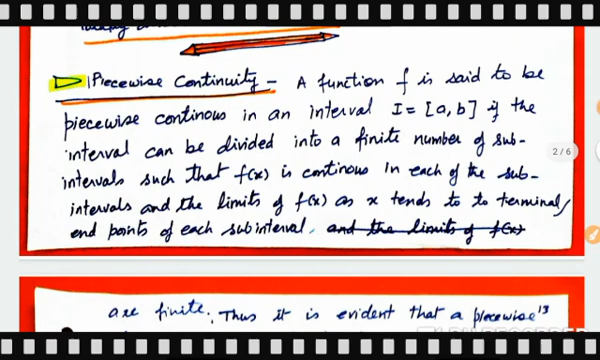 Piecewise Continuity - A function f is said to be
piecewise continous in an interval I = [a, b] if the
interval can be divided into a finite number of sub-
intervals such that f(x) is continous in each of the sub-
intervals and the limits of f(x) as x tends to to terminal/
end points of each subinterval. and the limits of f(x)
2 / 6
are finite. Thus it is evident that a piecewise